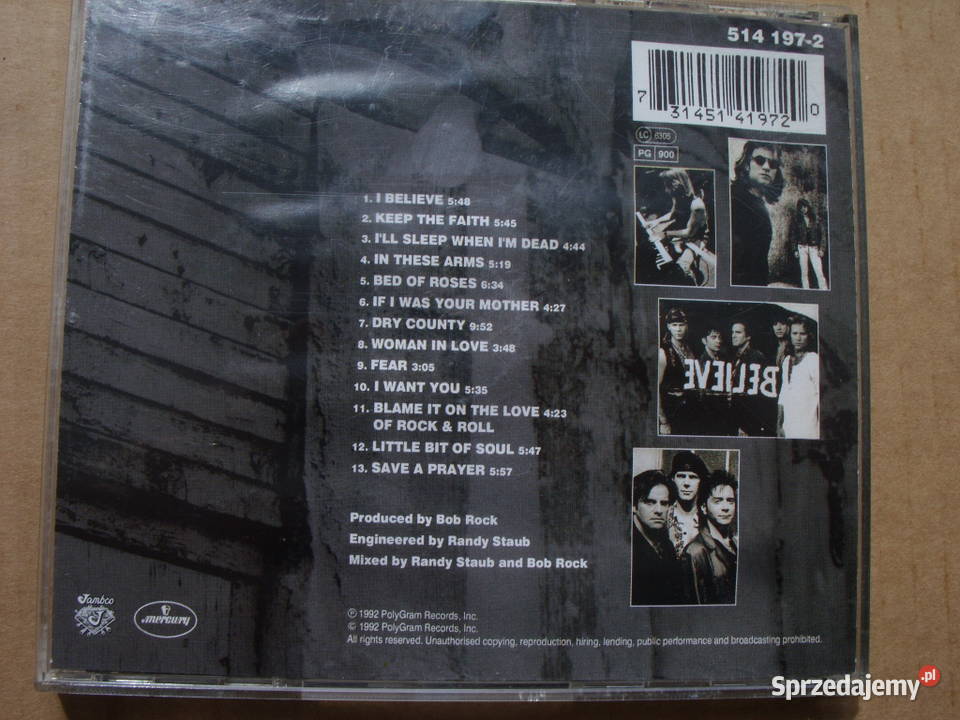 514 197-2
7 31451 41972 0
LC 6305
PG 900
1. I BELIEVE 5:48
2. KEEP THE FAITH 5:45
3. I'LL SLEEP WHEN I'M DEAD 4:44
4. IN THESE ARMS 5:19
5. BED OF ROSES 6:34
6. IF I WAS YOUR MOTHER 4:27
7. DRY COUNTY 9:52
8. WOMAN IN LOVE 3:48
9. FEAR 3:05
10. I WANT YOU 5:35
11. BLAME IT ON THE LOVE 4:23
OF ROCK & ROLL
12. LITTLE BIT OF SOUL 5:47
13. SAVE A PRAYER 5:57
BELIEVE
Produced by Bob Rock
Engineered by Randy Staub
Mixed by Randy Staub and Bob Rock
Jambco
mercury
℗ 1992 PolyGram Records, Inc.
© 1992 PolyGram Records, Inc.
All rights reserved. Unauthorised copying, reproduction, hiring, lending, public performance and broadcasting prohibited.
Sprzedajemy.pl